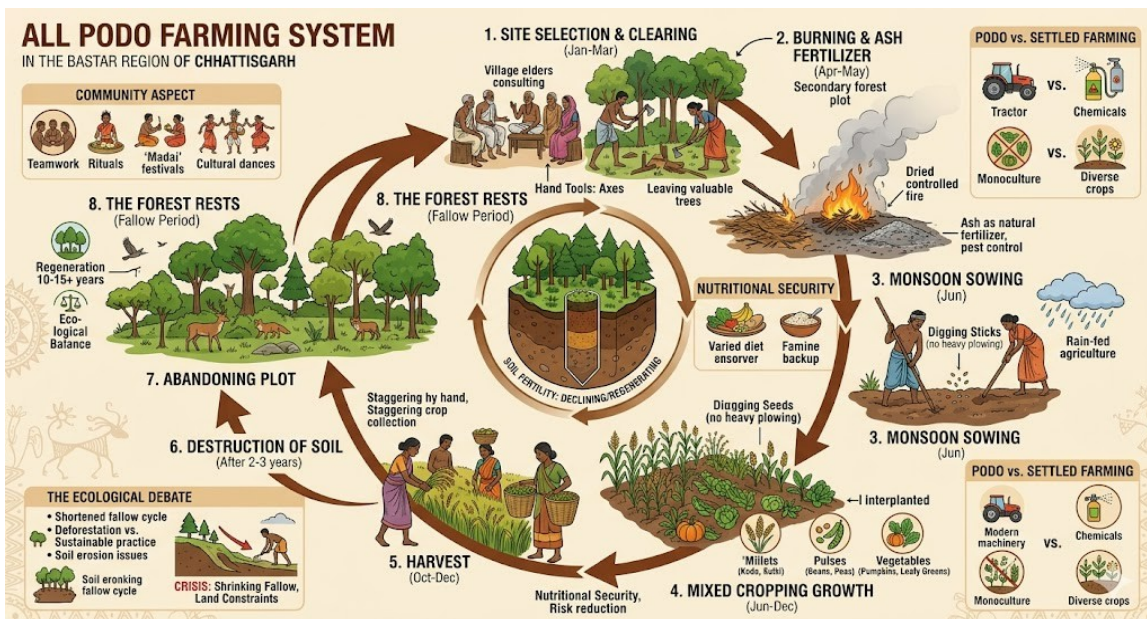 ALL PODO FARMING SYSTEM
IN THE BASTAR REGION OF CHHATTISGARH
COMMUNITY ASPECT
Teamwork
Rituals
'Madai'
festivals
Cultural dances
1. SITE SELECTION & CLEARING
(Jan-Mar)
Village elders
consulting
Hand Tools: Axes
Leaving valuable
trees
2. BURNING & ASH
FERTILIZER
(Apr-May)
Secondary forest
plot
Dried
controlled
fire
Ash as natural
fertilizer,
pest control
PODO vs. SETTLED FARMING
Tractor
VS.
Chemicals
Monoculture
VS.
Diverse
crops
8. THE FOREST RESTS
(Fallow Period)
Regeneration
10-15+ years
Eco-
logical
Balance
8. THE FOREST RESTS
(Fallow Period)
SOIL FERTILITY: DECLINING/REGENERATING
NUTRITIONAL SECURITY
Varied diet
ensorver
Famine
backup
3. MONSOON SOWING
(Jun)
Digging Sticks
(no heavy plowing)
Rain-fed
agriculture
3. MONSOON SOWING
(Jun)
7. ABANDONING PLOT
Staggering hy hand,
Staggering crop
collection
6. DESTRUCTION OF SOIL
(After 2-3 years)
Digging Seeds
(no heavy plowing)
I interplanted
'Millets
(Kodo, Kutki)
Pulses
(Beans, Peas)
Vegetables
(Pumpkins, Leafy Greens)
4. MIXED CROPPING GROWTH
(Jun-Dec)
5. HARVEST
(Oct-Dec)
Nutritional Security,
Risk reduction
THE ECOLOGICAL DEBATE
• Shortened fallow cycle
• Deforestation vs.
Sustainable practice
• Soil erosion issues
Soil eronking
fallow cycle
CRISIS: Shrinking Fallow,
Land Constraints
PODO vs. SETTLED FARMING
Modern
machinery
VS.
Chemicals
Monoculture
Diverse crops